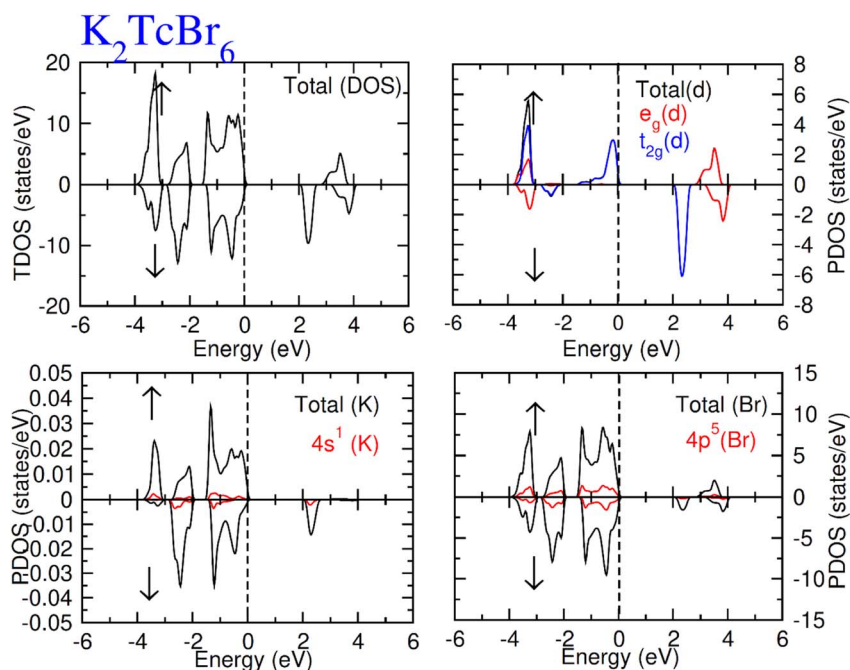 K₂TcBr₆
Total (DOS)
TDOS (states/eV)
20
10
0
-10
-20
-6 -4 -2 0 2 4 6
Energy (eV)
Total(d)
e_g(d)
t_2g(d)
PDOS (states/eV)
8
6
4
2
0
-2
-4
-6
-8
-6 -4 -2 0 2 4 6
Energy (eV)
Total (K)
4s¹ (K)
PDOS (states/eV)
0.05
0.04
0.03
0.02
0.01
0
-0.01
-0.02
-0.03
-0.04
-0.05
-6 -4 -2 0 2 4 6
Energy (eV)
Total (Br)
4p⁵(Br)
PDOS (states/eV)
15
10
5
0
-5
-10
-15
-6 -4 -2 0 2 4 6
Energy (eV)